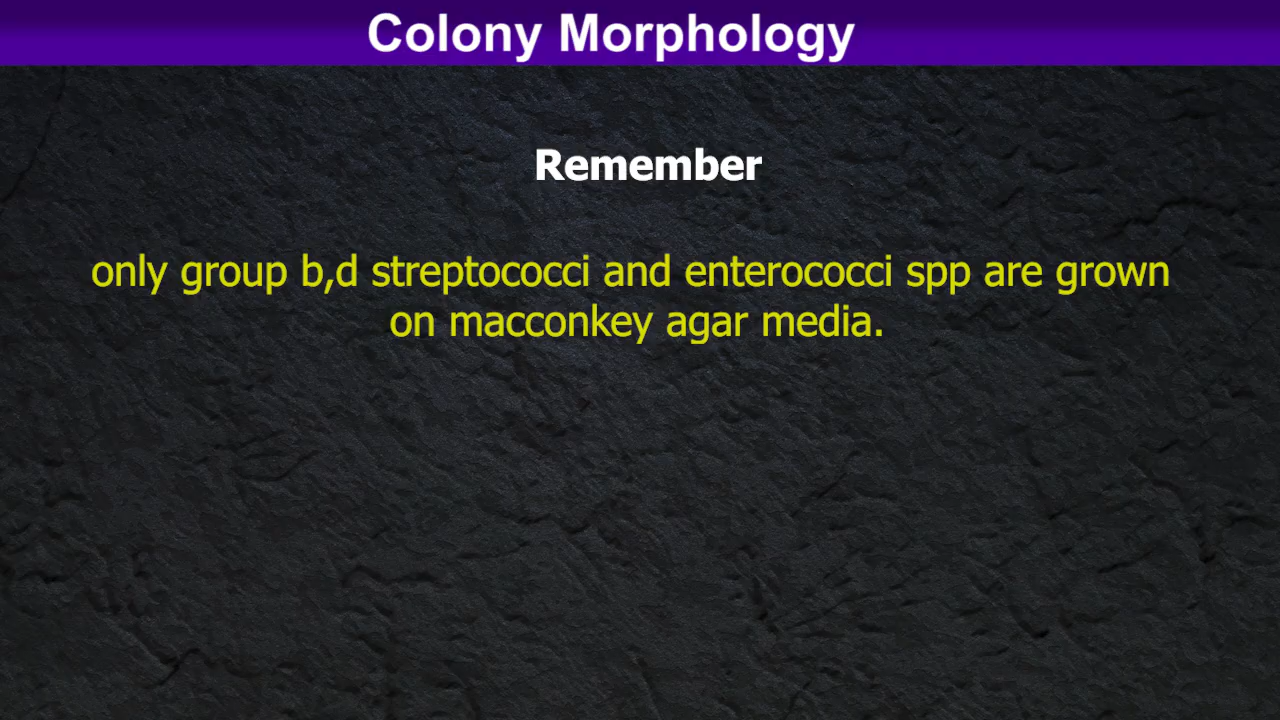 Colony Morphology
Remember
only group b,d streptococci and enterococci spp are grown
on macconkey agar media.